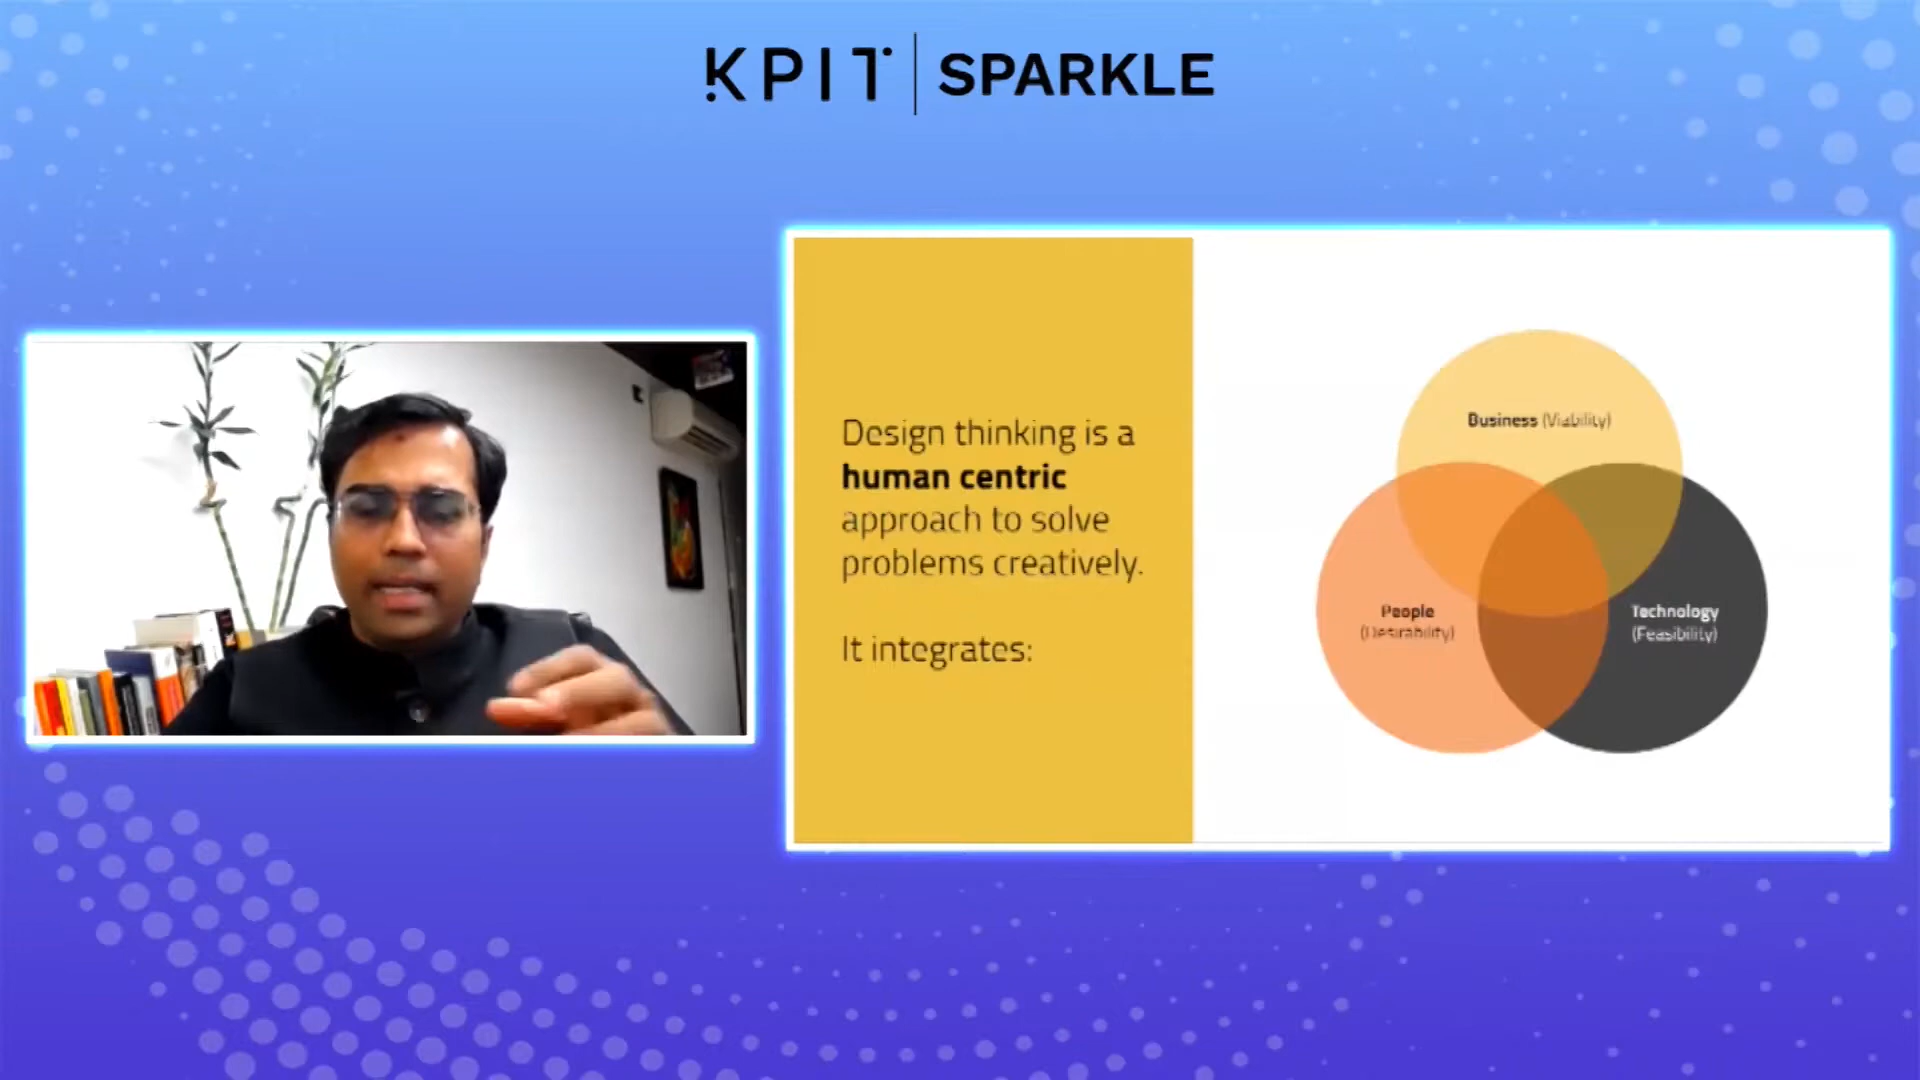 KPIT | SPARKLE
Design thinking is a
human centric
approach to solve
problems creatively.
It integrates:
Business (Viability)
People
(Desirability)
Technology
(Feasibility)